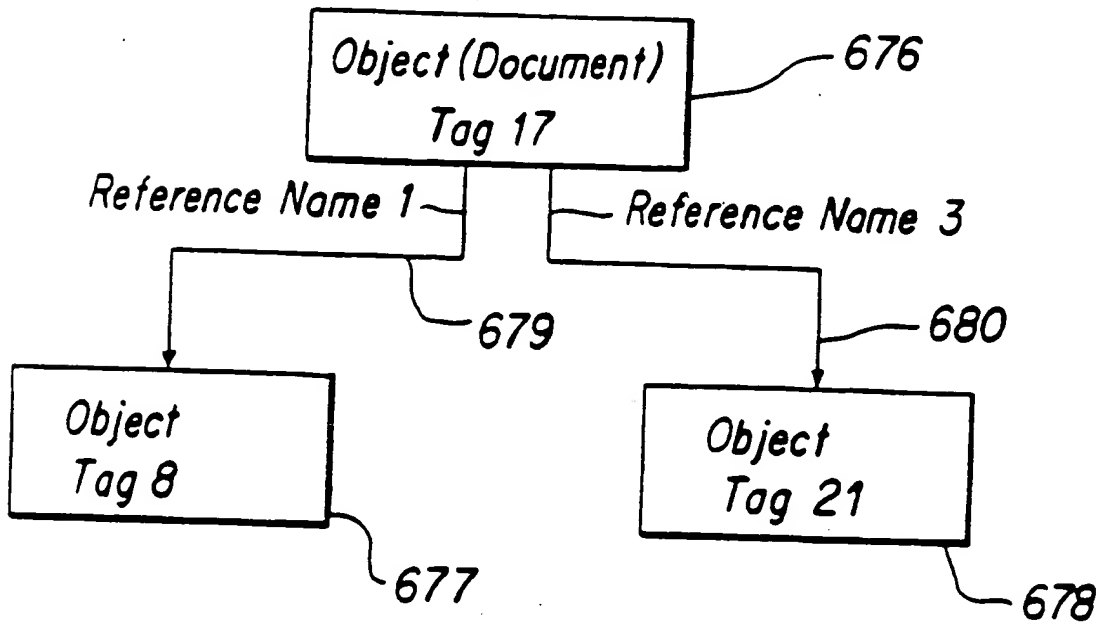 Object (Document)
Tag 17
676
Reference Name 1
Reference Name 3
679
680
Object
Tag 8
Object
Tag 21
677
678